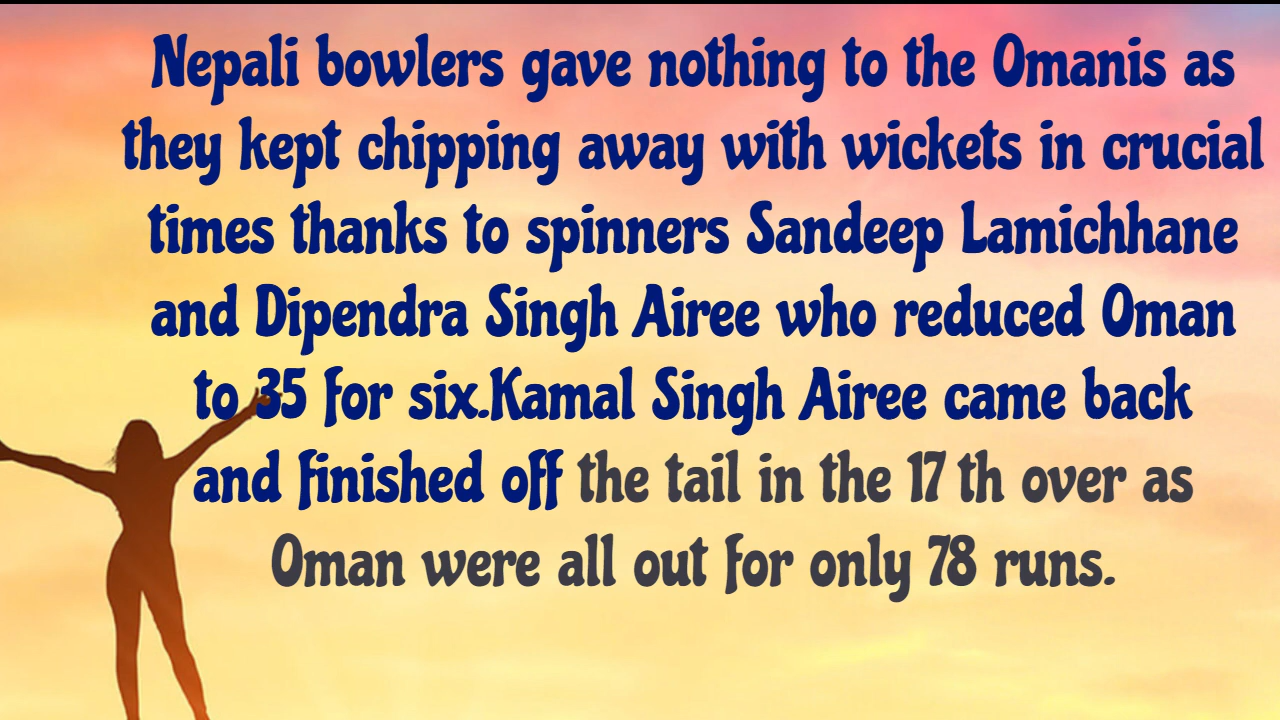 Nepali bowlers gave nothing to the Omanis as
they kept chipping away with wickets in crucial
times thanks to spinners Sandeep Lamichhane
and Dipendra Singh Airee who reduced Oman
to 35 for six.Kamal Singh Airee came back
and finished off the tail in the 17 th over as
Oman were all out for only 78 runs.